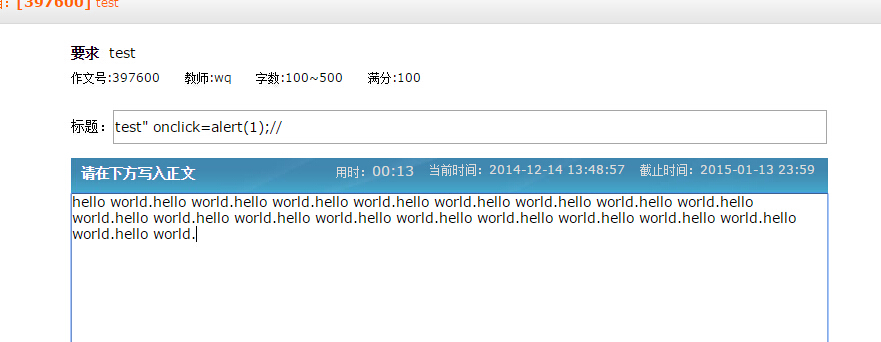 [397600] test
要求 test
作文号:397600 教师:wq 字数:100~500 满分:100
标题： test" onclick=alert(1);//
请在下方写入正文 用时：00:13 当前时间：2014-12-14 13:48:57 截止时间：2015-01-13 23:59
hello world.hello world.hello world.hello world.hello world.hello world.hello world.hello world.hello
world.hello world.hello world.hello world.hello world.hello world.hello world.hello world.hello world.hello
world.hello world.